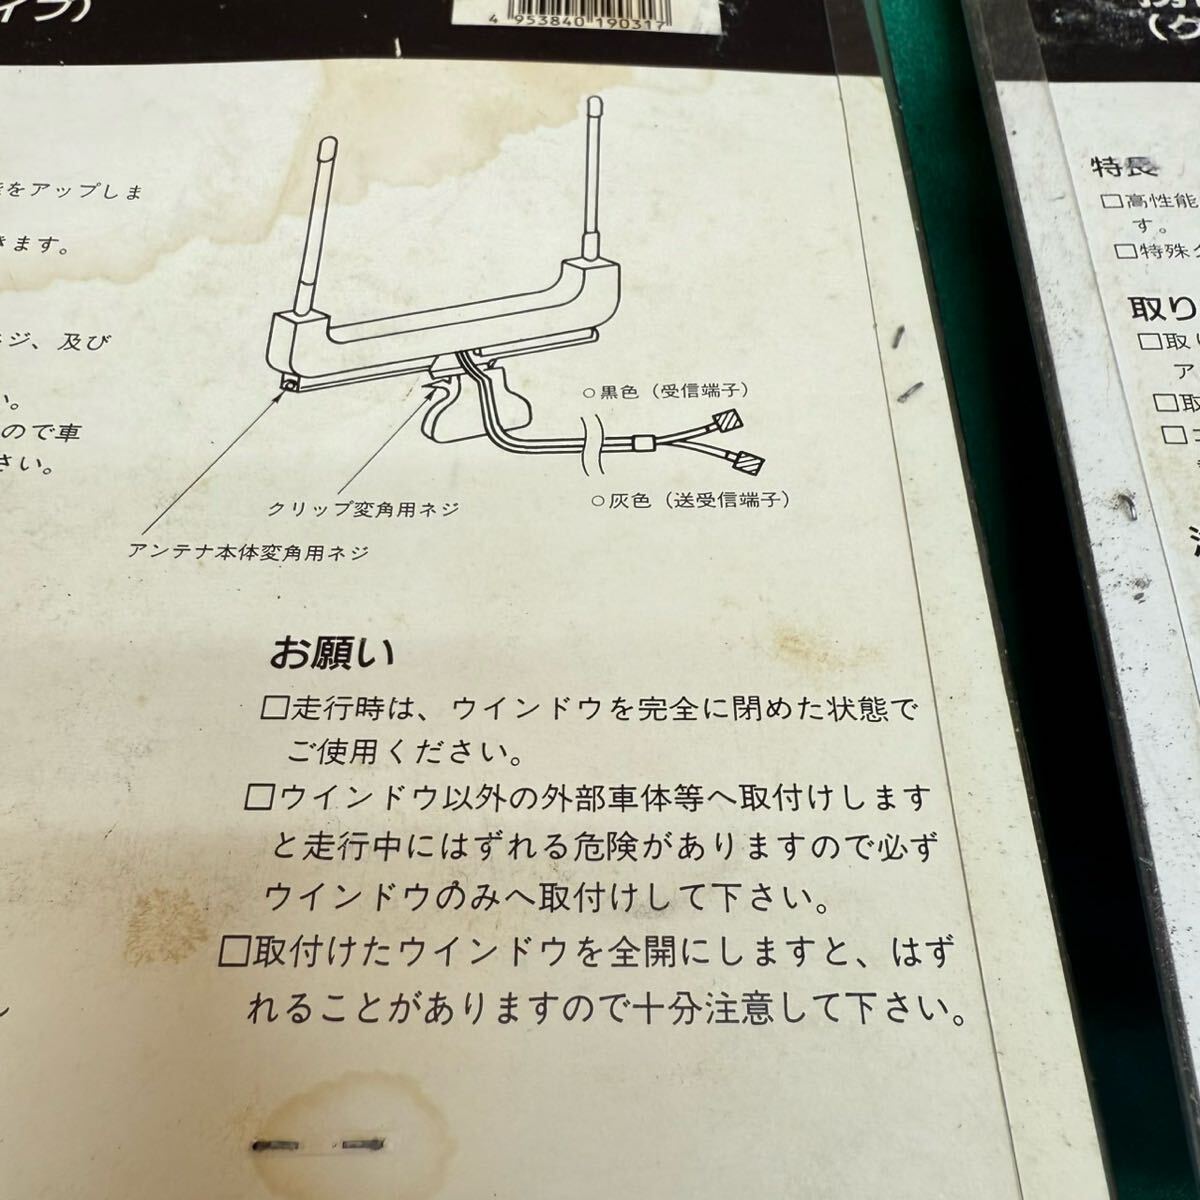 イプ)
4 953840 190317
をアップしま
きます。
ジ、及び
い。
ので車
さい。
○黒色（受信端子）
○灰色（送受信端子）
クリップ変角用ネジ
アンテナ本体変角用ネジ
お願い
□走行時は、ウインドウを完全に閉めた状態で
ご使用ください。
□ウインドウ以外の外部車体等へ取付けします
と走行中にはずれる危険がありますので必ず
ウインドウのみへ取付けして下さい。
□取付けたウインドウを全開にしますと、はず
れることがありますので十分注意して下さい。
(ク
特長
□高性能
す。
□特殊
取り
□取り
ア
□取